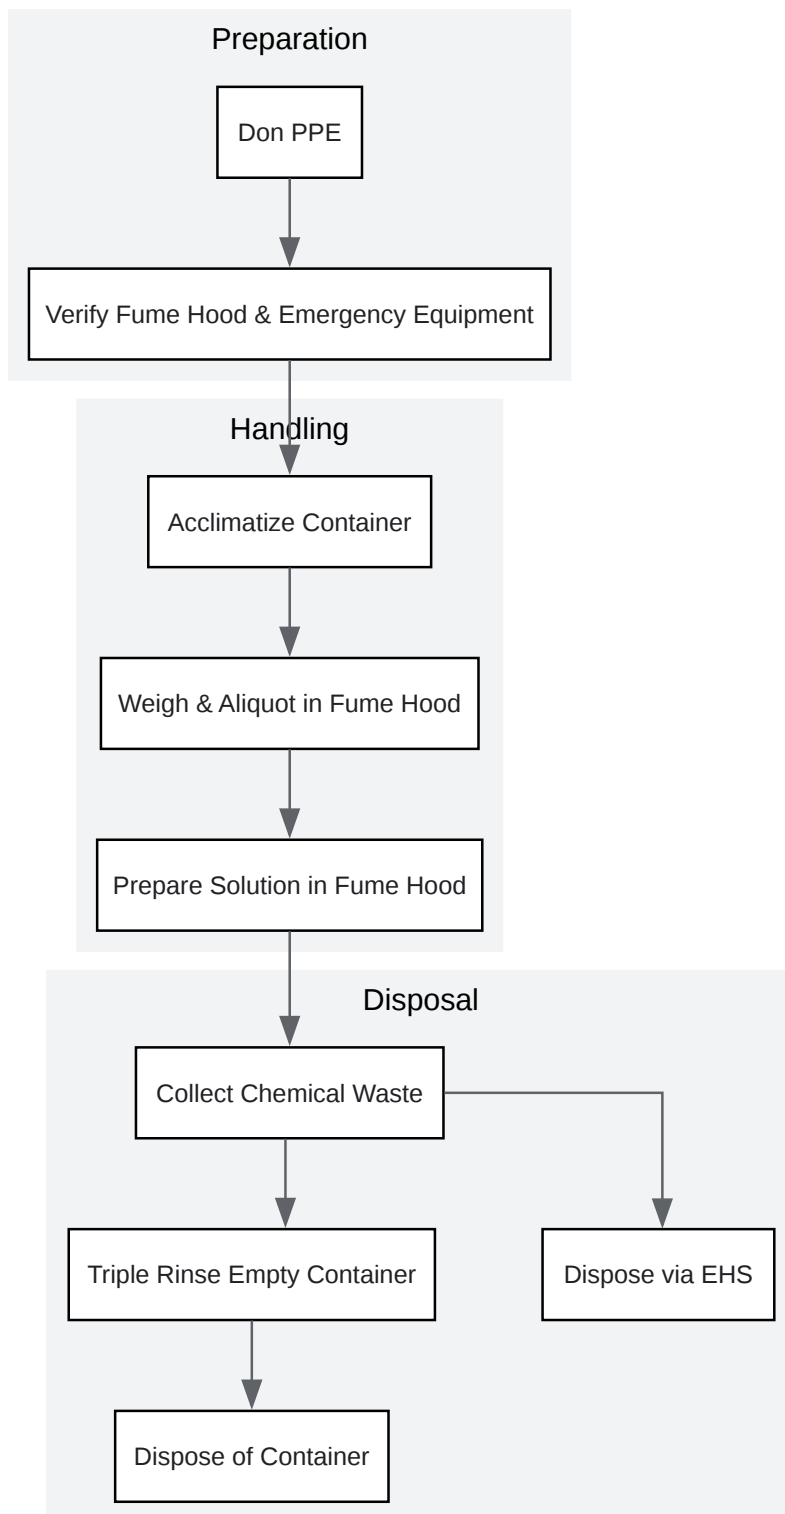 Preparation
Don PPE
Verify Fume Hood & Emergency Equipment
Handling
Acclimatize Container
Weigh & Aliquot in Fume Hood
Prepare Solution in Fume Hood
Disposal
Collect Chemical Waste
Triple Rinse Empty Container
Dispose via EHS
Dispose of Container